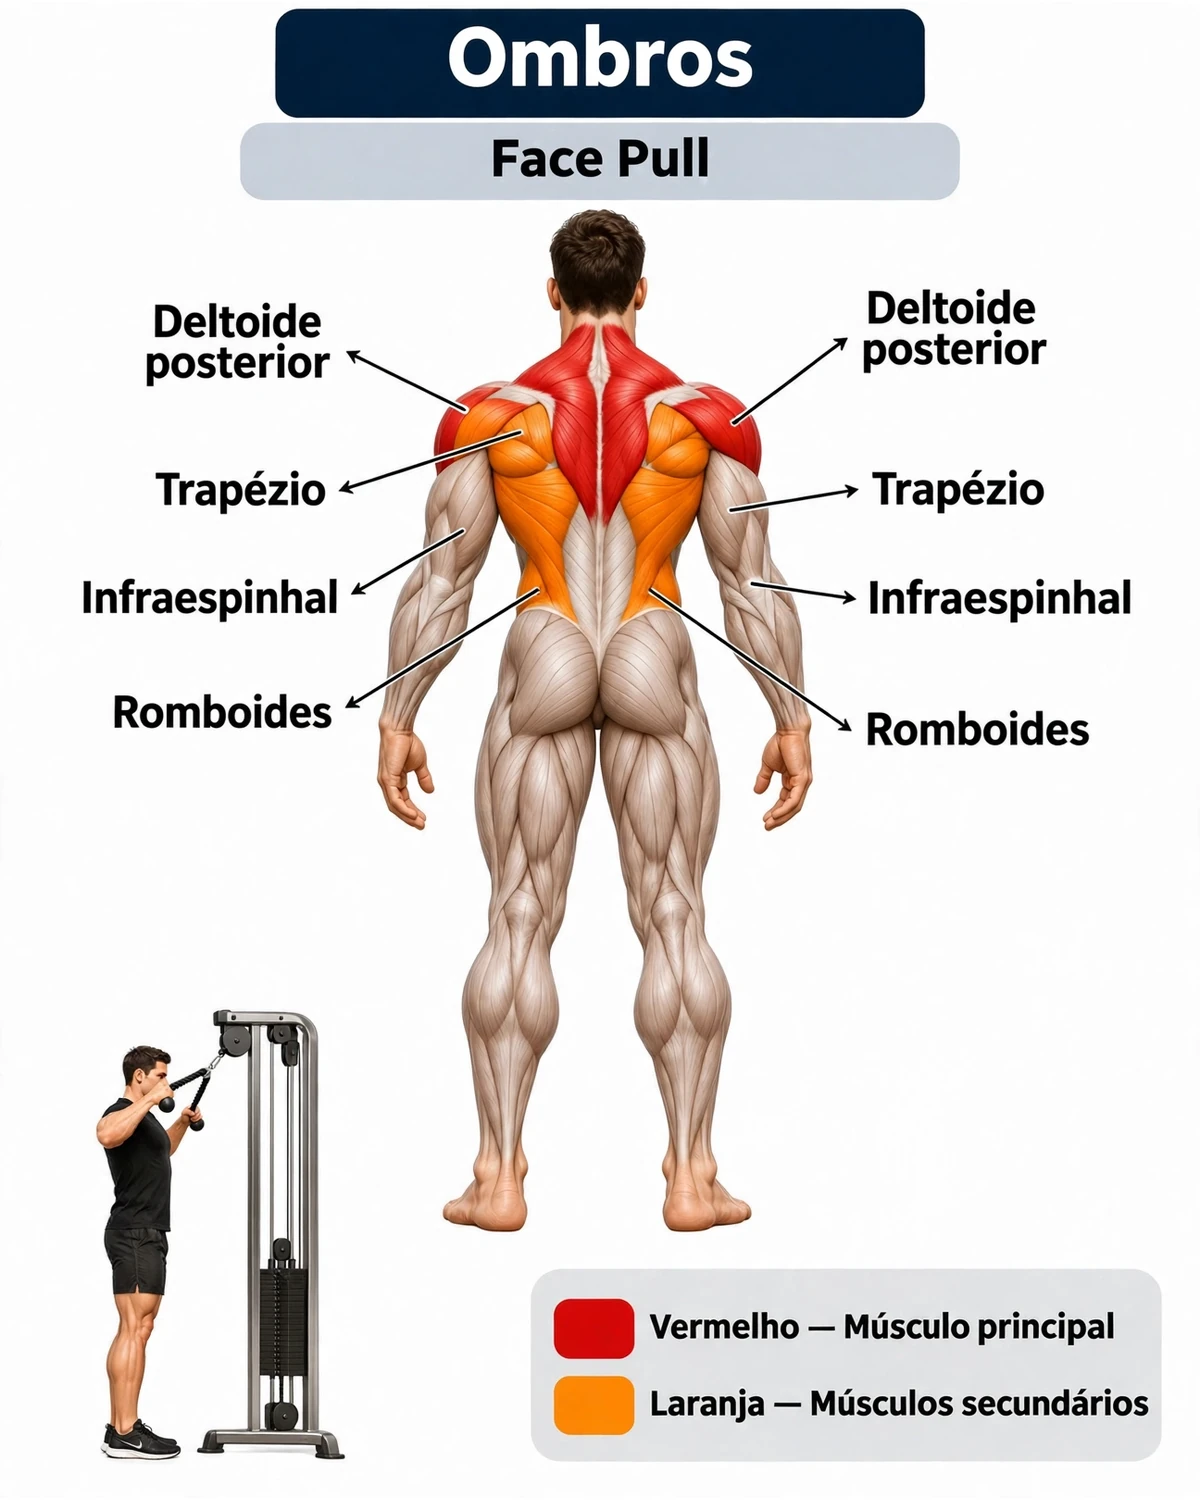 Ombros
Face Pull
Deltoide
posterior
Deltoide
posterior
Trapézio
Trapézio
Infraespinhal
Infraespinhal
Romboides
Romboides
Vermelho — Músculo principal
Laranja — Músculos secundários